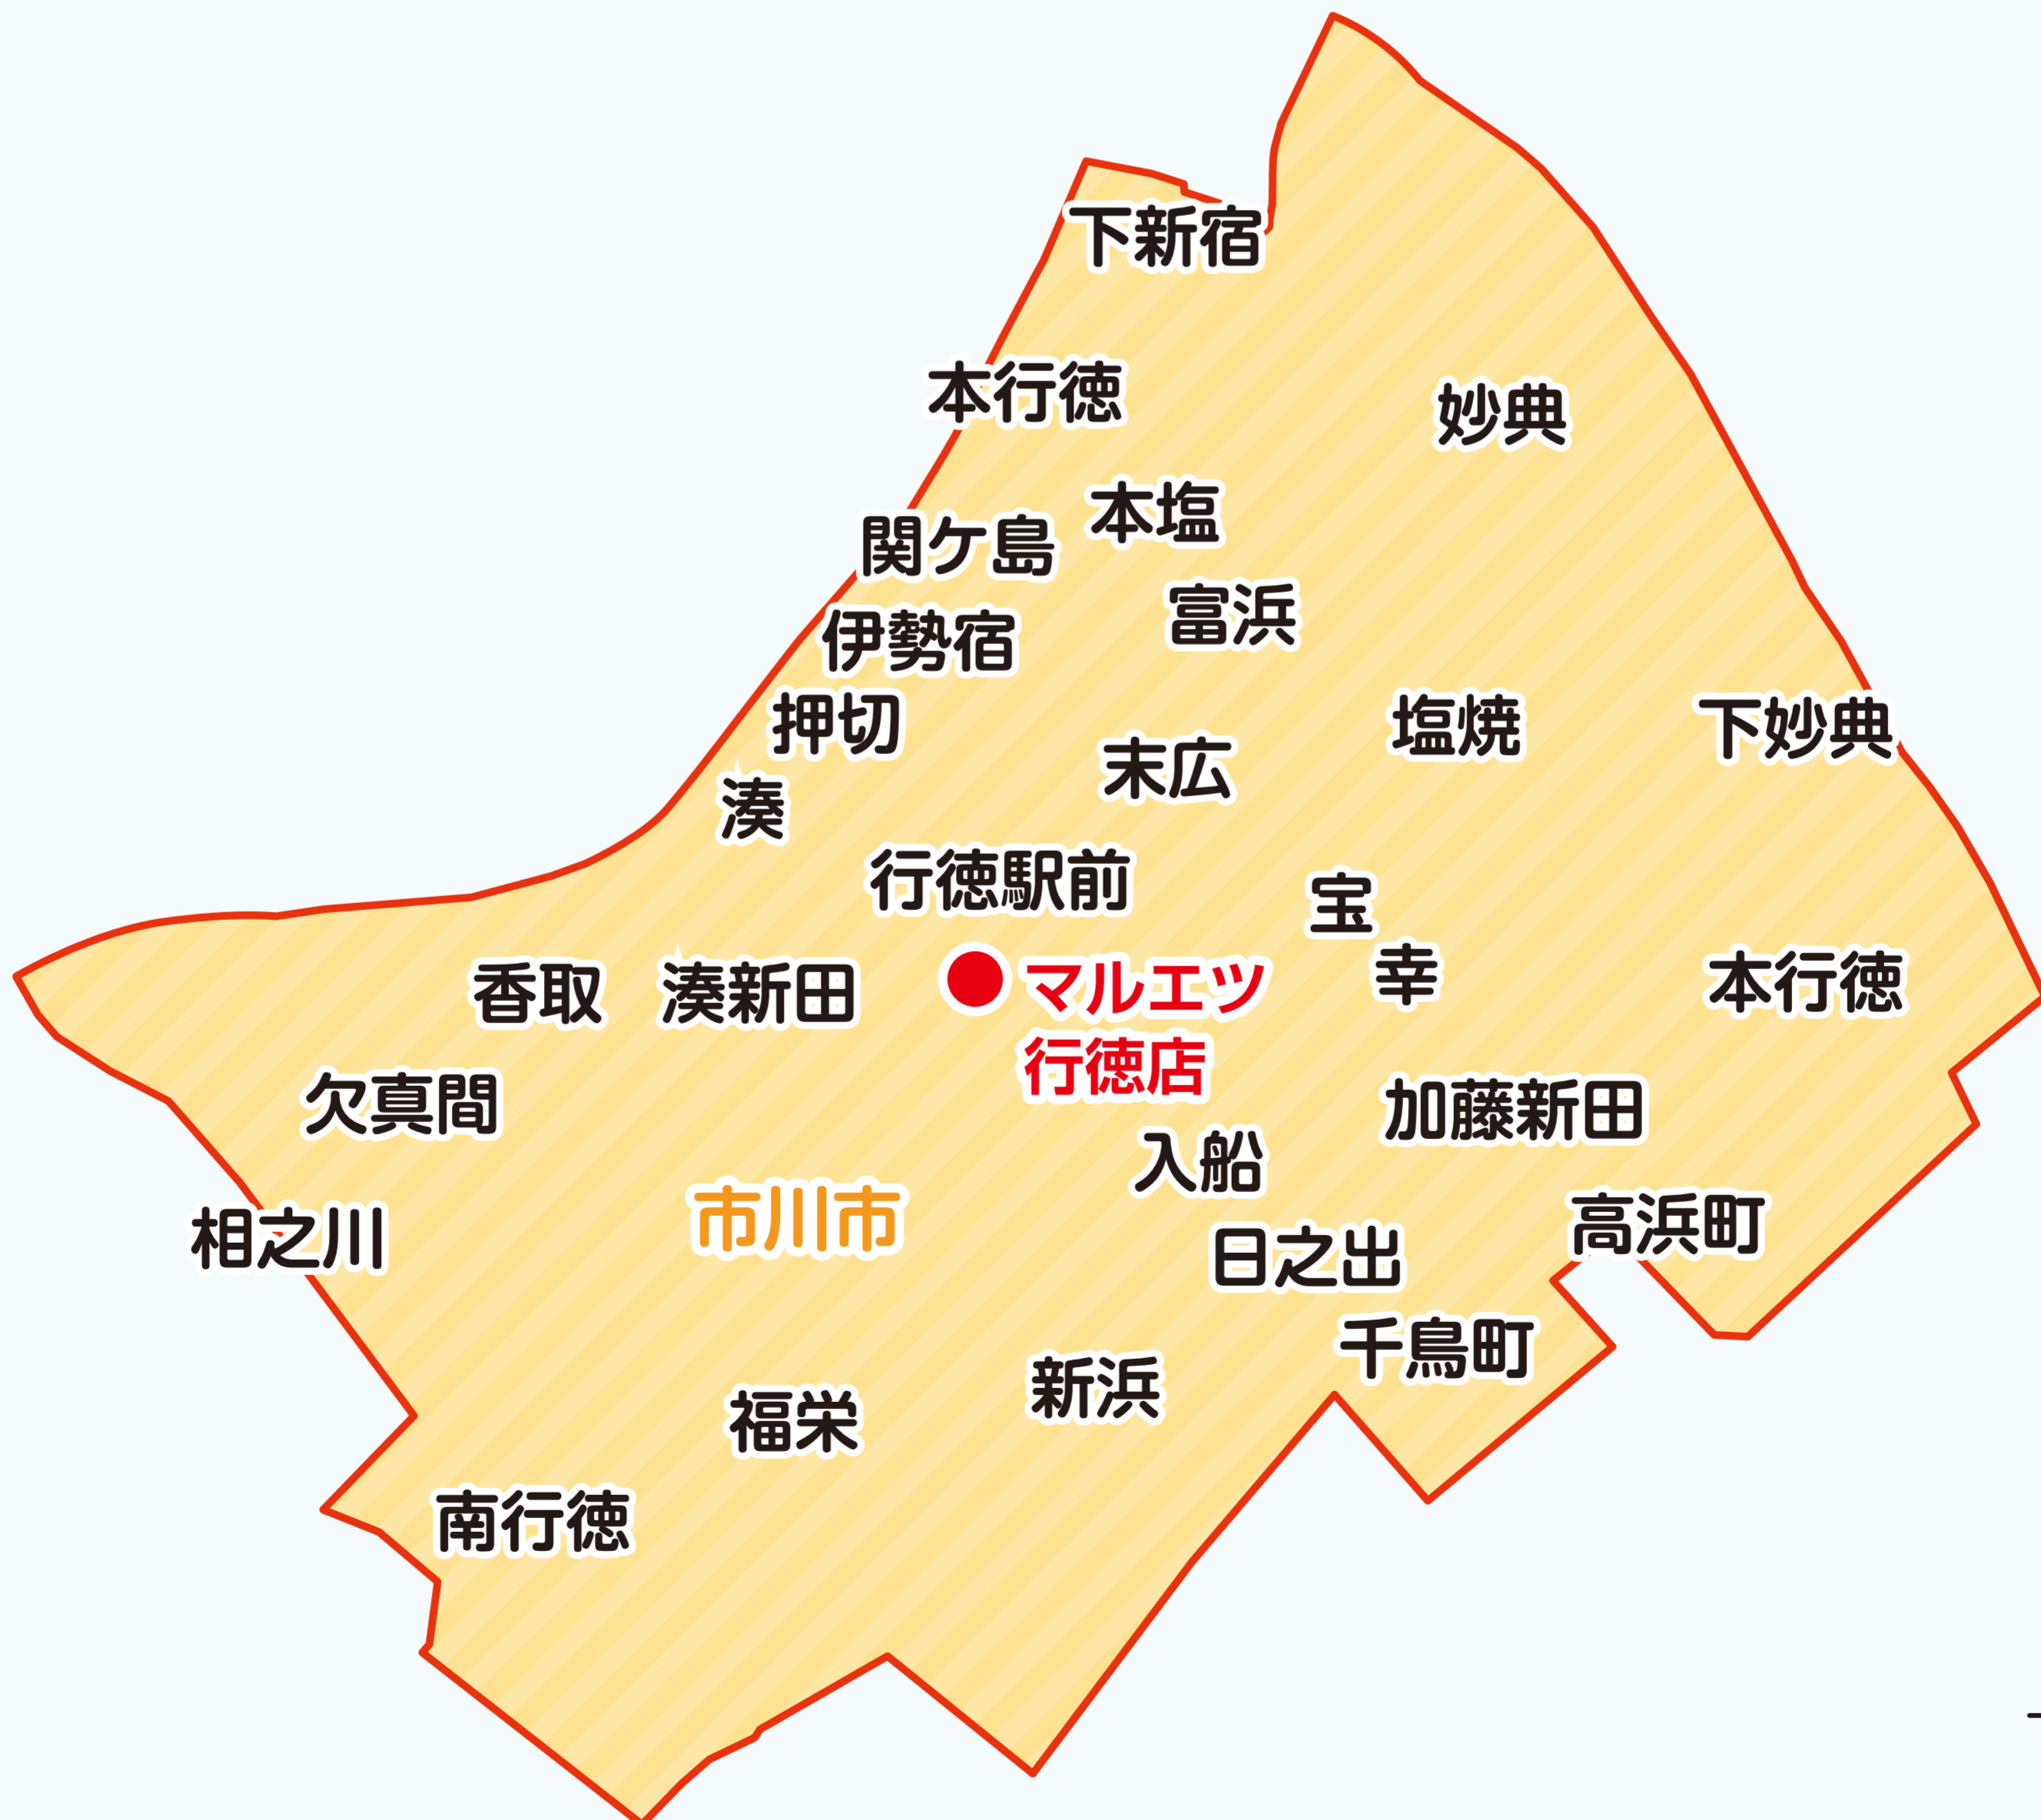 下新宿
本行徳
妙典
本塩
関ケ島
富浜
伊勢宿
押切
塩焼
下妙典
末広
湊
行徳駅前
宝
幸
本行徳
香取
湊新田
マルエツ
行徳店
欠真間
加藤新田
入船
市川市
高浜町
相之川
日之出
千鳥町
新浜
福栄
南行徳